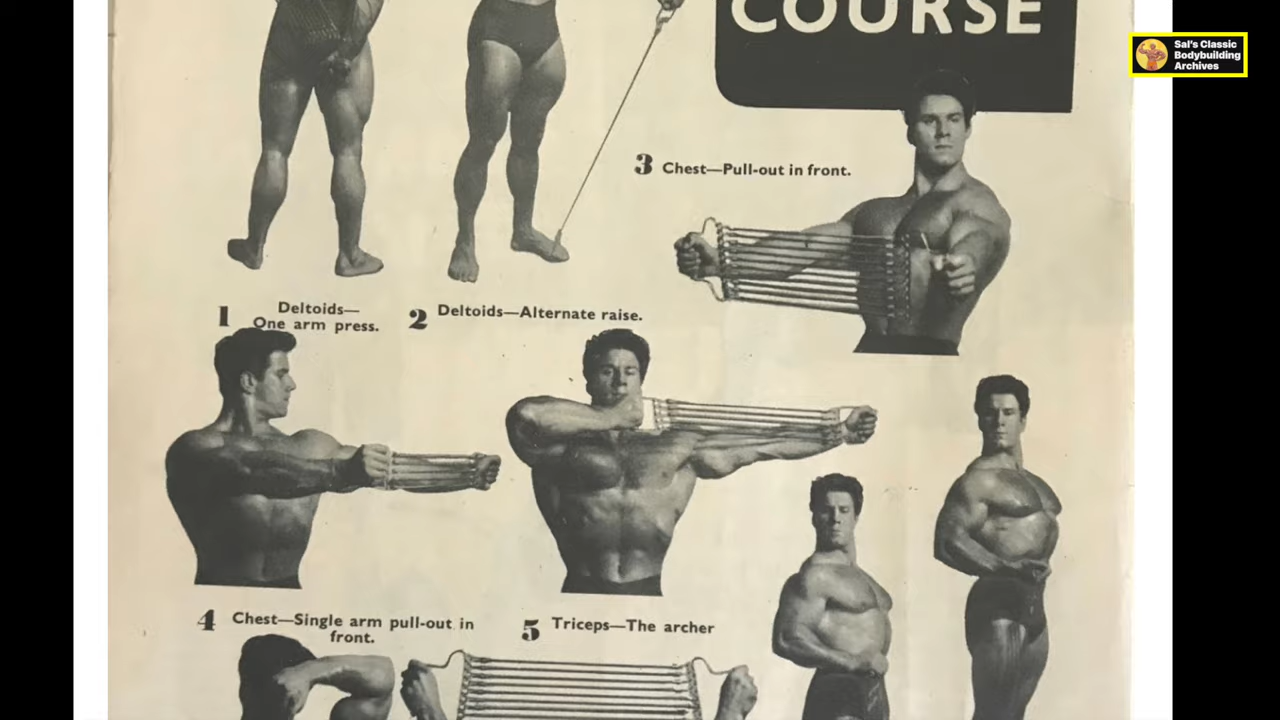 COURSE
Sal's Classic
Bodybuilding
Archives
3 Chest—Pull-out in front.
1 Deltoids—
One arm press.
2 Deltoids—Alternate raise.
4 Chest—Single arm pull-out in
front.
5 Triceps—The archer